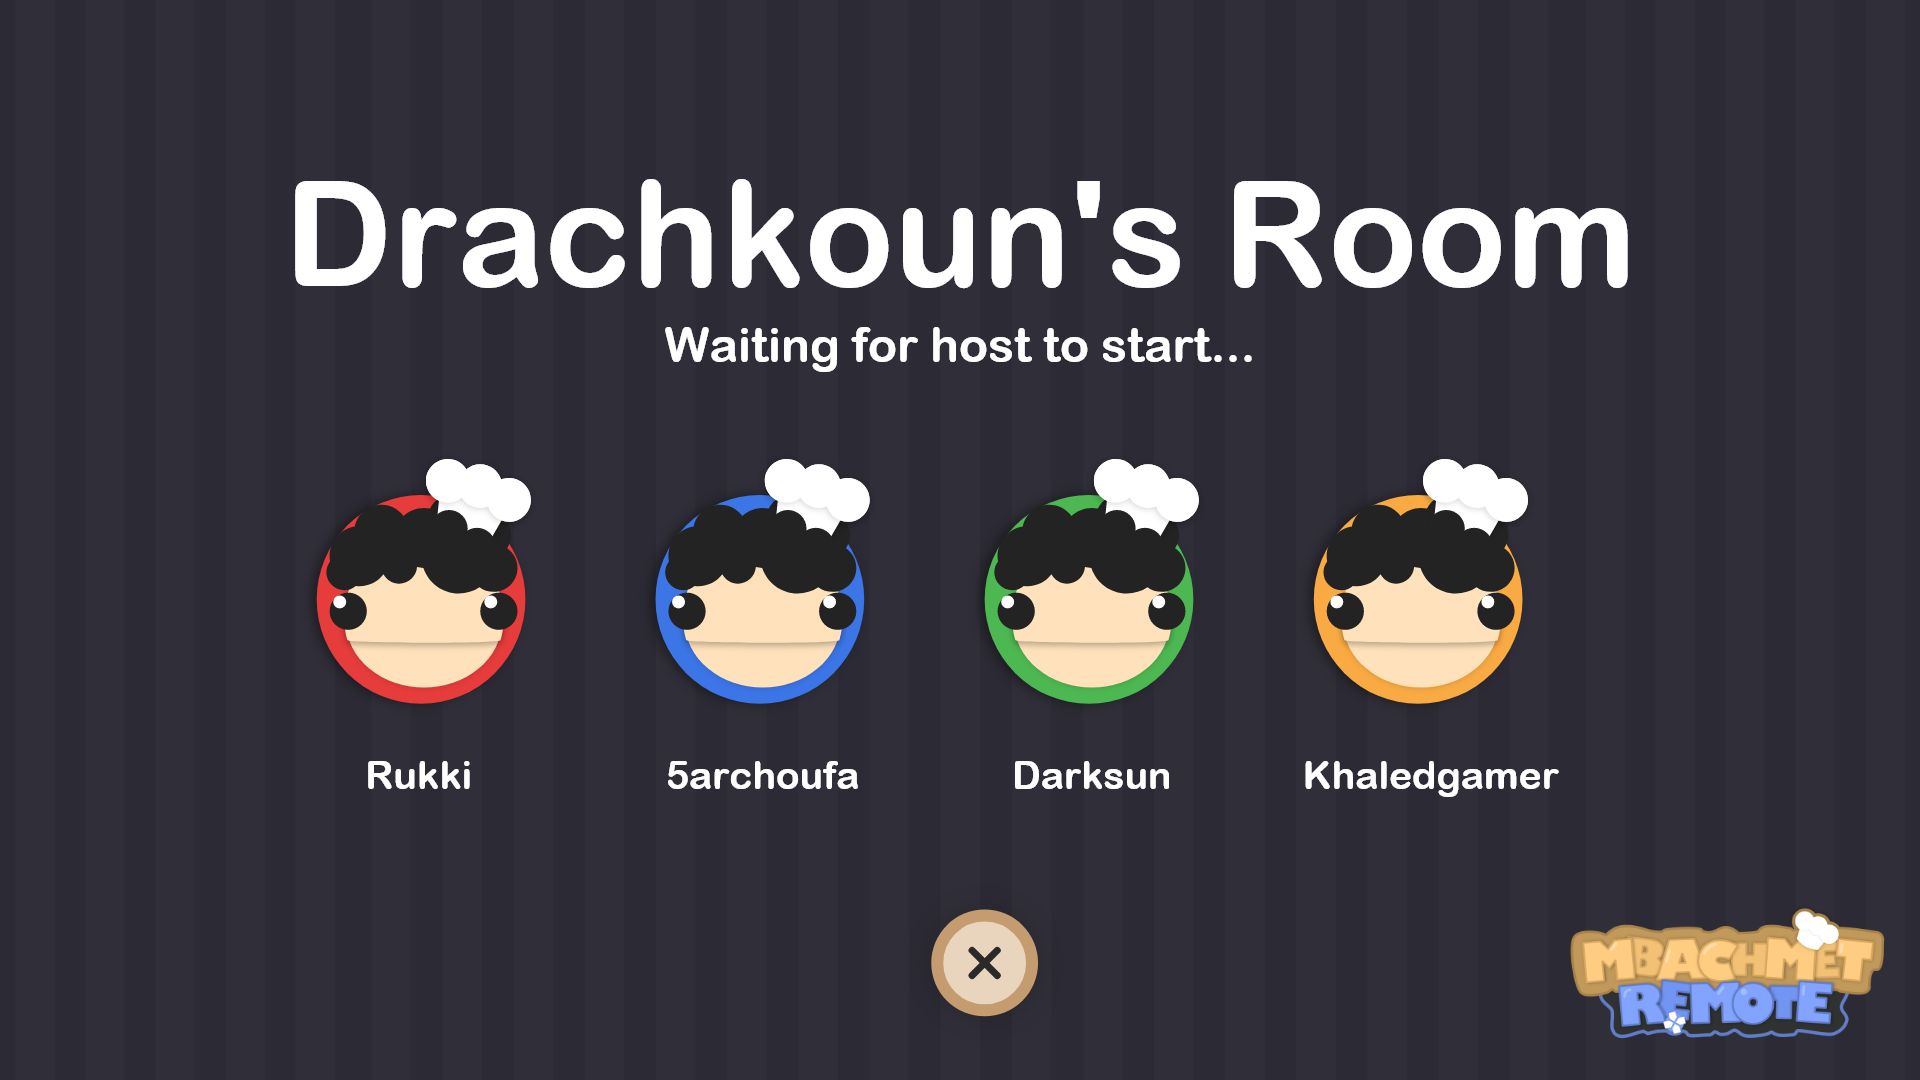 Drachkoun's Room
Waiting for host to start...
Rukki
5archoufa
Darksun
Khaledgamer
MBACHMET
REMOTE